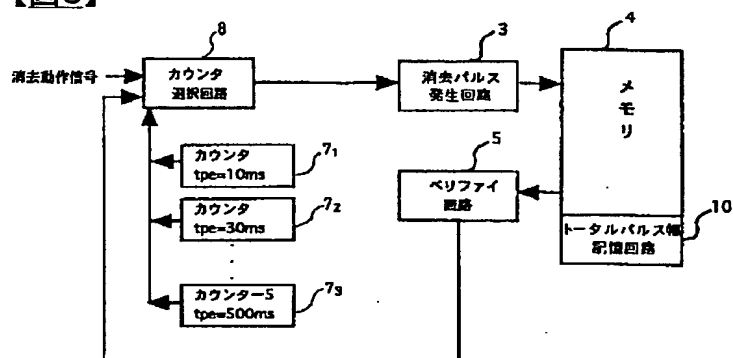 【図6】
8
3
4
消去動作信号
カウンタ
選択回路
消去パルス
発生回路
メモリ
5
カウンタ
tpe=10ms
7₁
ベリファイ
回路
カウンタ
tpe=30ms
7₂
トータルパルス幅
記憶回路
10
カウンタ-5
tpe=500ms
7₃